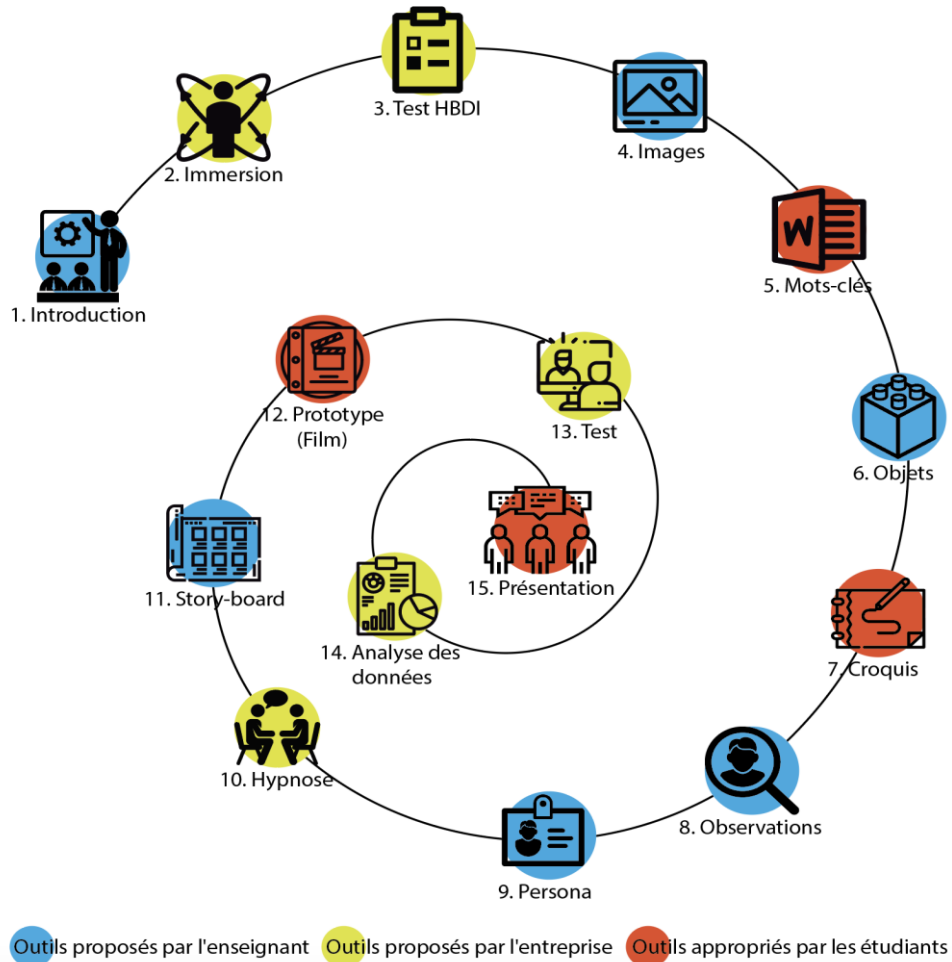 1. Introduction
2. Immersion
3. Test HBDI
4. Images
W
5. Mots-clés
6. Objets
7. Croquis
8. Observations
9. Persona
10. Hypnose
11. Story-board
12. Prototype
(Film)
13. Test
14. Analyse des
données
15. Présentation
Outils proposés par l'enseignant
Outils proposés par l'entreprise
Outils appropriés par les étudiants